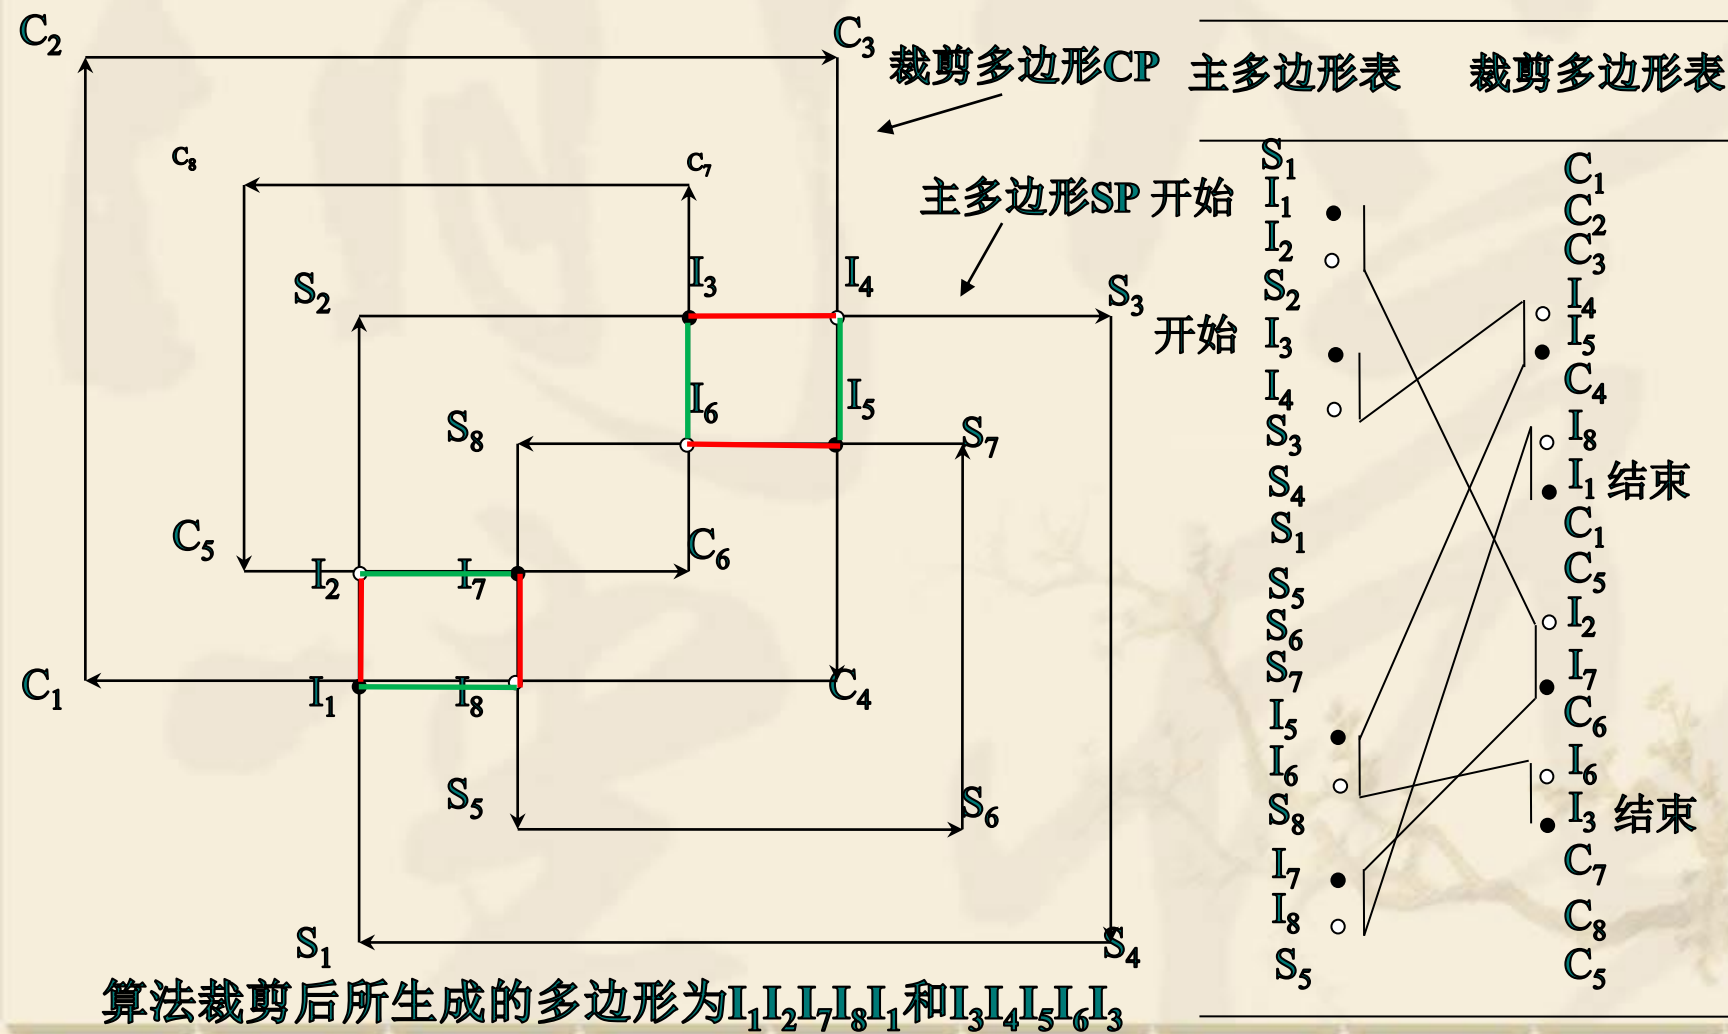 C2
C3
裁剪多边形CP
C8
C7
主多边形SP
I3
I4
S2
S3
I6
I5
S8
S7
C5
C6
I2
I7
C1
I1
I8
C4
S5
S6
S1
S4
主多边形表 裁剪多边形表
S1
开始 I1
I2
S2
开始 I3
I4
S3
S4
S1
S5
S6
S7
I5
I6
S8
I7
I8
S5
C1
C2
C3
I4
I5
C4
I8
I1 结束
C1
C5
I2
I7
C6
I6
I3 结束
C7
C8
C5
算法裁剪后所生成的多边形为I1I2I7I8I1和I3I4I5I6I3